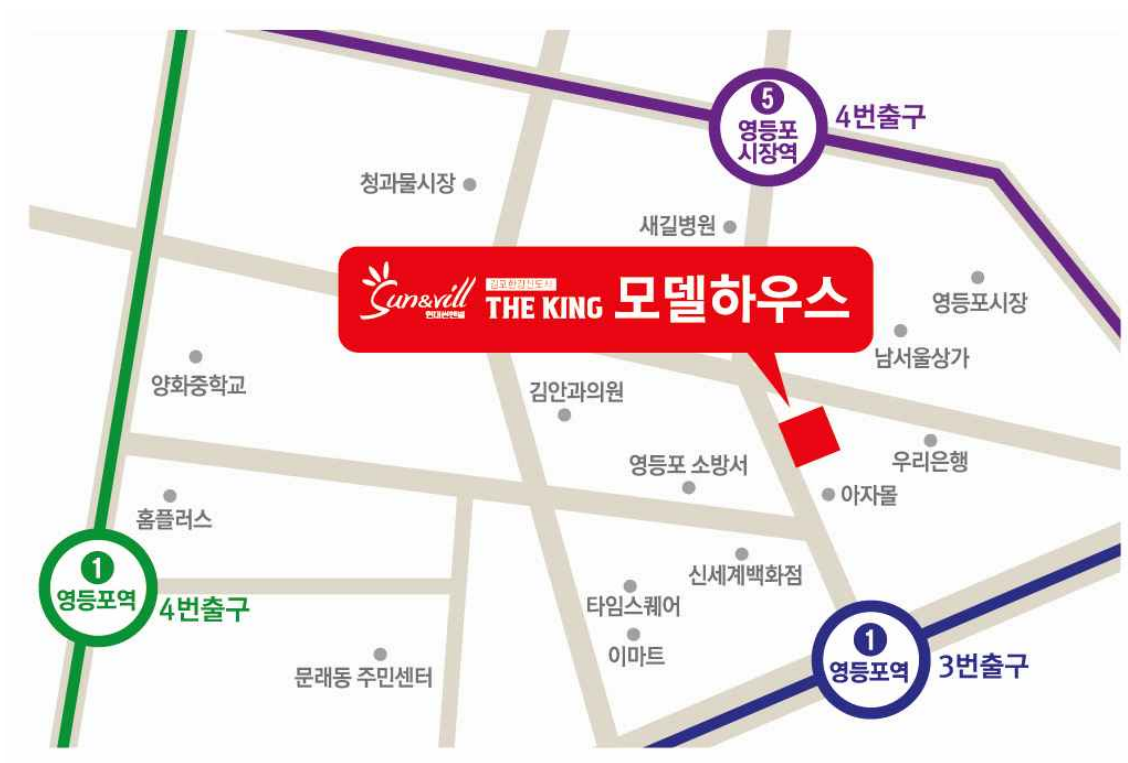 5
영등포
시장역
4번출구
청과물시장
새길병원
Sun&vill
현대썬앤빌
김포한강신도시
THE KING 모델하우스
영등포시장
남서울상가
양화중학교
김안과의원
우리은행
영등포 소방서
아자몰
홈플러스
신세계백화점
1
영등포역
4번출구
타임스퀘어
이마트
1
영등포역
3번출구
문래동 주민센터